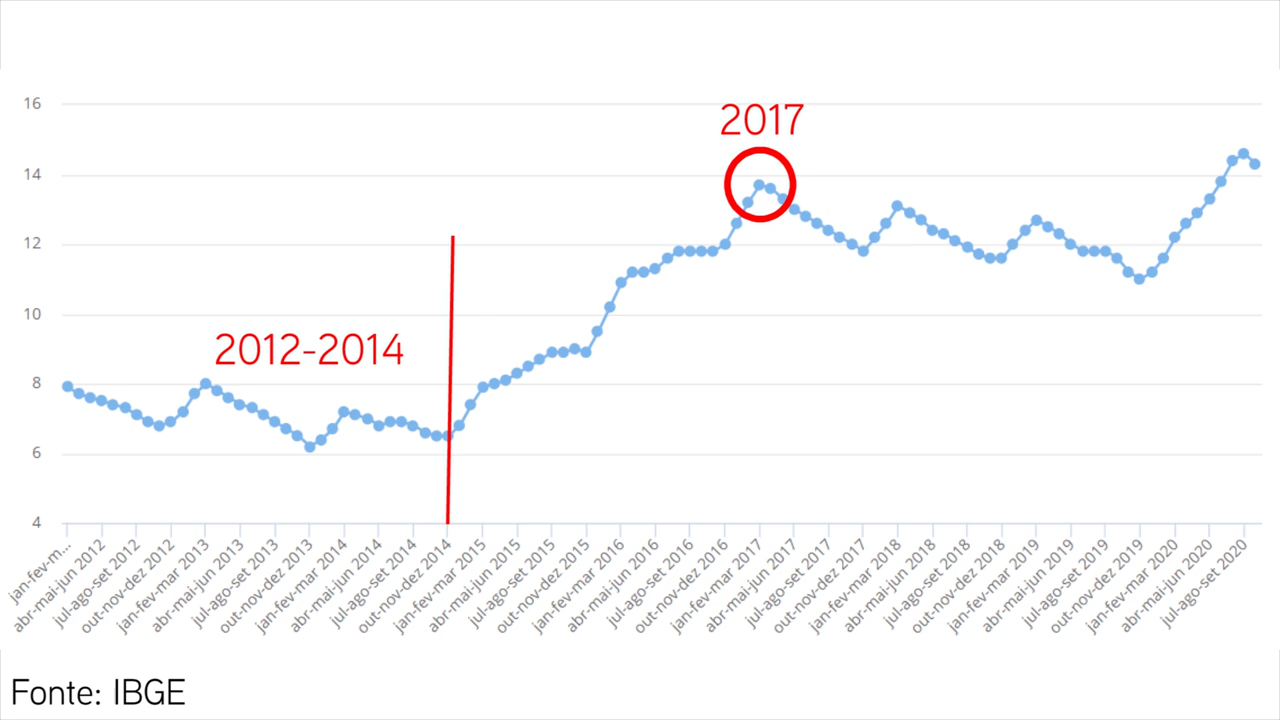 16
2017
14
12
10
2012-2014
8
6
4
jan-fev-m...
abr-mai-jun 2012
jul-ago-set 2012
out-nov-dez 2012
jan-fev-mar 2013
abr-mai-jun 2013
jul-ago-set 2013
out-nov-dez 2013
jan-fev-mar 2014
abr-mai-jun 2014
jul-ago-set 2014
out-nov-dez 2014
jan-fev-mar 2015
abr-mai-jun 2015
jul-ago-set 2015
out-nov-dez 2015
jan-fev-mar 2016
abr-mai-jun 2016
jul-ago-set 2016
out-nov-dez 2016
jan-fev-mar 2017
abr-mai-jun 2017
jul-ago-set 2017
out-nov-dez 2017
jan-fev-mar 2018
abr-mai-jun 2018
jul-ago-set 2018
out-nov-dez 2018
jan-fev-mar 2019
abr-mai-jun 2019
jul-ago-set 2019
out-nov-dez 2019
jan-fev-mar 2020
abr-mai-jun 2020
jul-ago-set 2020
Fonte: IBGE